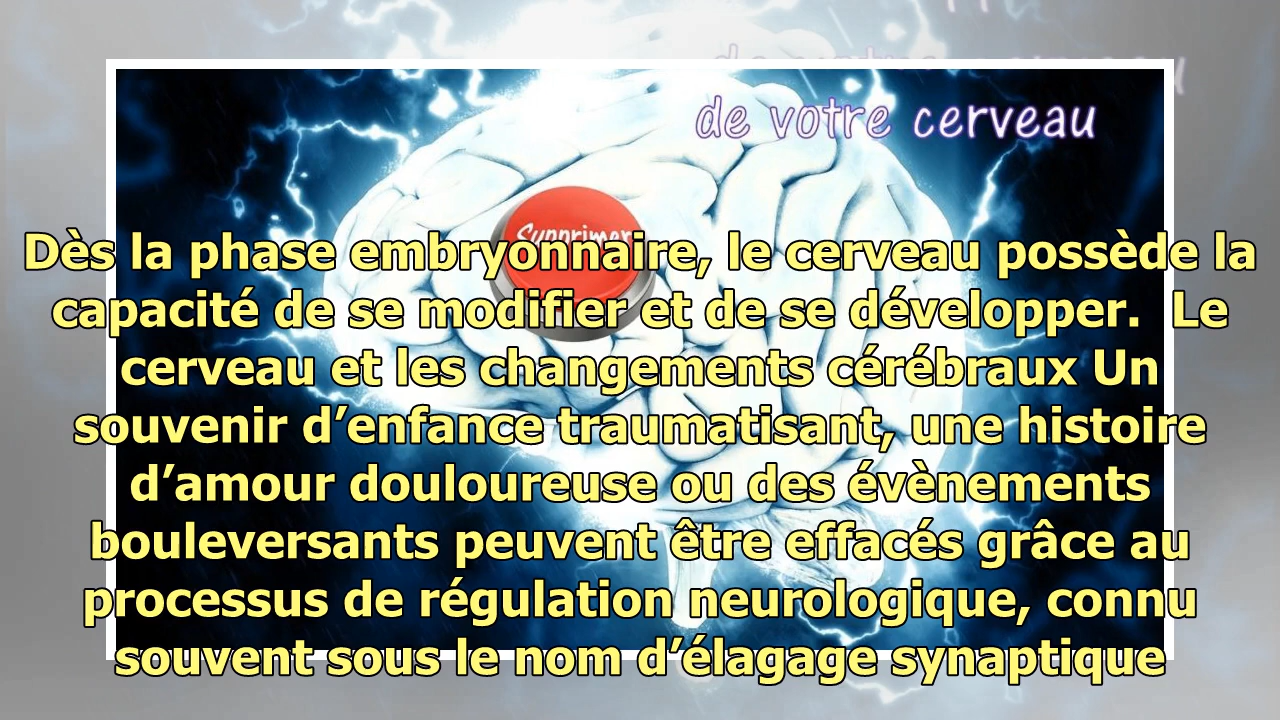 de votre cerveau
Supprimer
Dès la phase embryonnaire, le cerveau possède la
capacité de se modifier et de se développer.  Le
cerveau et les changements cérébraux Un
souvenir d’enfance traumatisant, une histoire
d’amour douloureuse ou des évènements
bouleversants peuvent être effacés grâce au
processus de régulation neurologique, connu
souvent sous le nom d’élagage synaptique